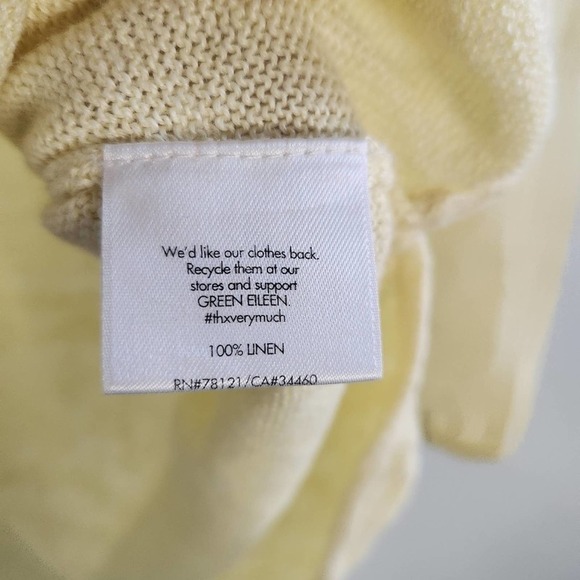 We'd like our clothes back.
Recycle them at our
stores and support
GREEN EILEEN.
#thxverymuch
100% LINEN
RN#78121/CA#34460